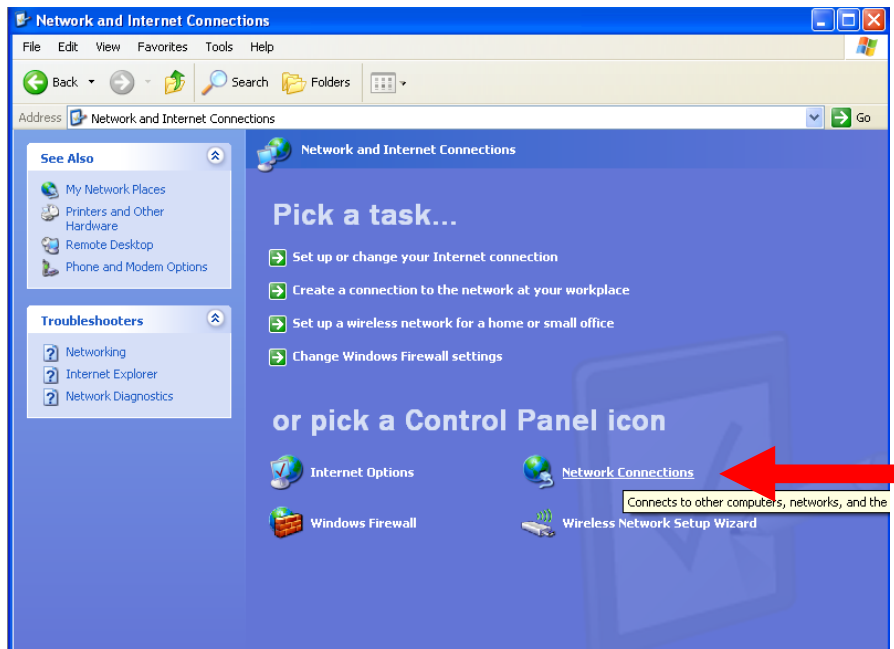 Network and Internet Connections
File Edit View Favorites Tools Help
Back Search Folders
Address Network and Internet Connections Go
See Also
My Network Places
Printers and Other
Hardware
Remote Desktop
Phone and Modem Options
Troubleshooters
Networking
Internet Explorer
Network Diagnostics
Network and Internet Connections
Pick a task...
Set up or change your Internet connection
Create a connection to the network at your workplace
Set up a wireless network for a home or small office
Change Windows Firewall settings
or pick a Control Panel icon
Internet Options Network Connections
Connects to other computers, networks, and the
Windows Firewall Wireless Network Setup Wizard